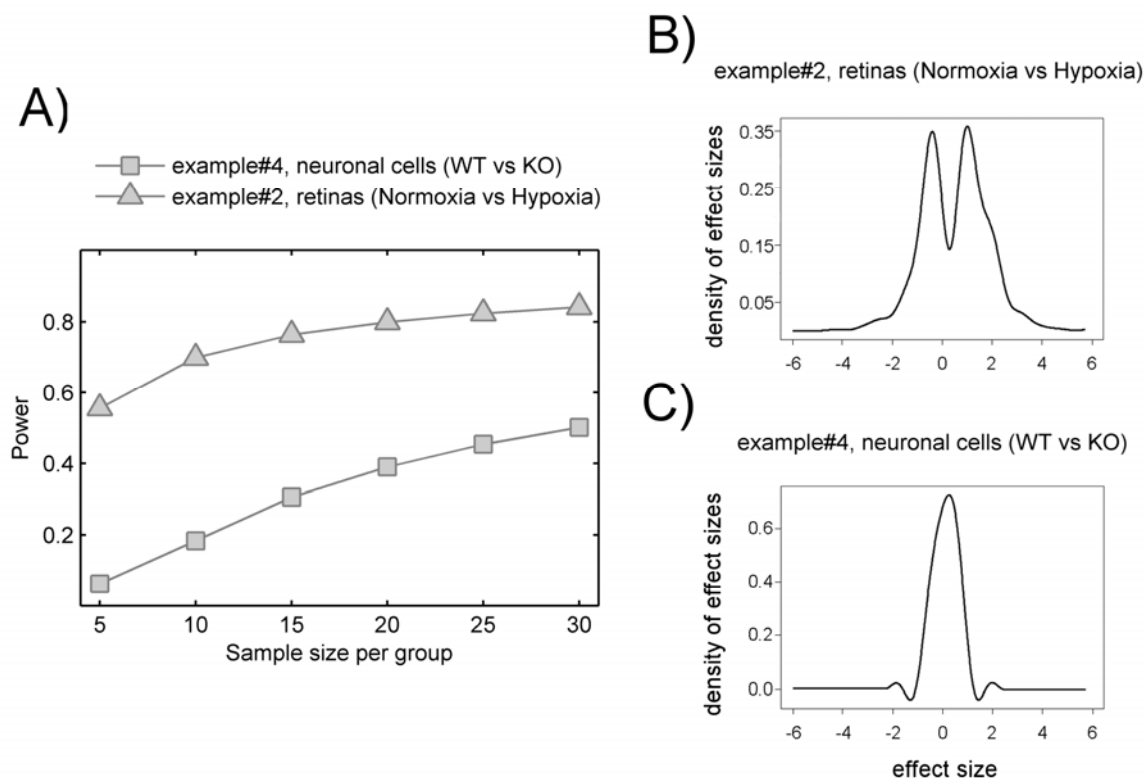 A)
example#4, neuronal cells (WT vs KO)
example#2, retinas (Normoxia vs Hypoxia)
Power
0.8
0.6
0.4
0.2
5 10 15 20 25 30
Sample size per group
B)
example#2, retinas (Normoxia vs Hypoxia)
density of effect sizes
0.35
0.25
0.15
0.05
-6 -4 -2 0 2 4 6
C)
example#4, neuronal cells (WT vs KO)
density of effect sizes
0.6
0.4
0.2
0.0
-6 -4 -2 0 2 4 6
effect size